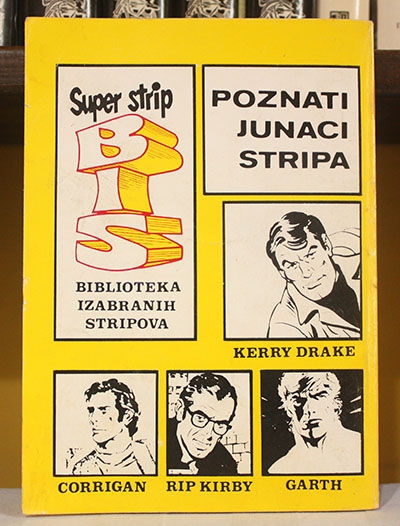 Super strip
BIS
BIBLIOTEKA
IZABRANIH
STRIPOVA
POZNATI
JUNACI
STRIPA
KERRY DRAKE
CORRIGAN
RIP KIRBY
GARTH